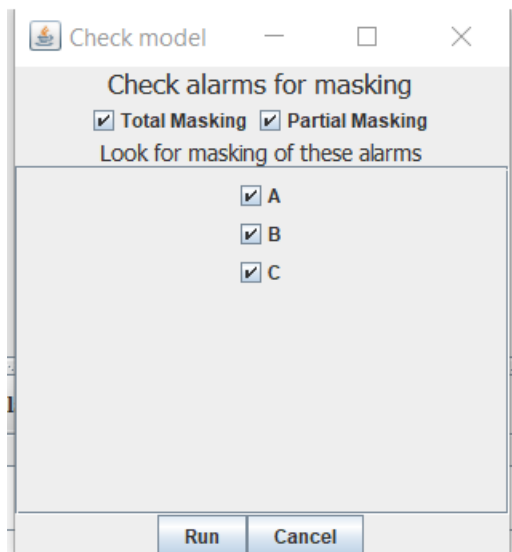 Check model
Check alarms for masking
Total Masking Partial Masking
Look for masking of these alarms
A
B
C
Run Cancel